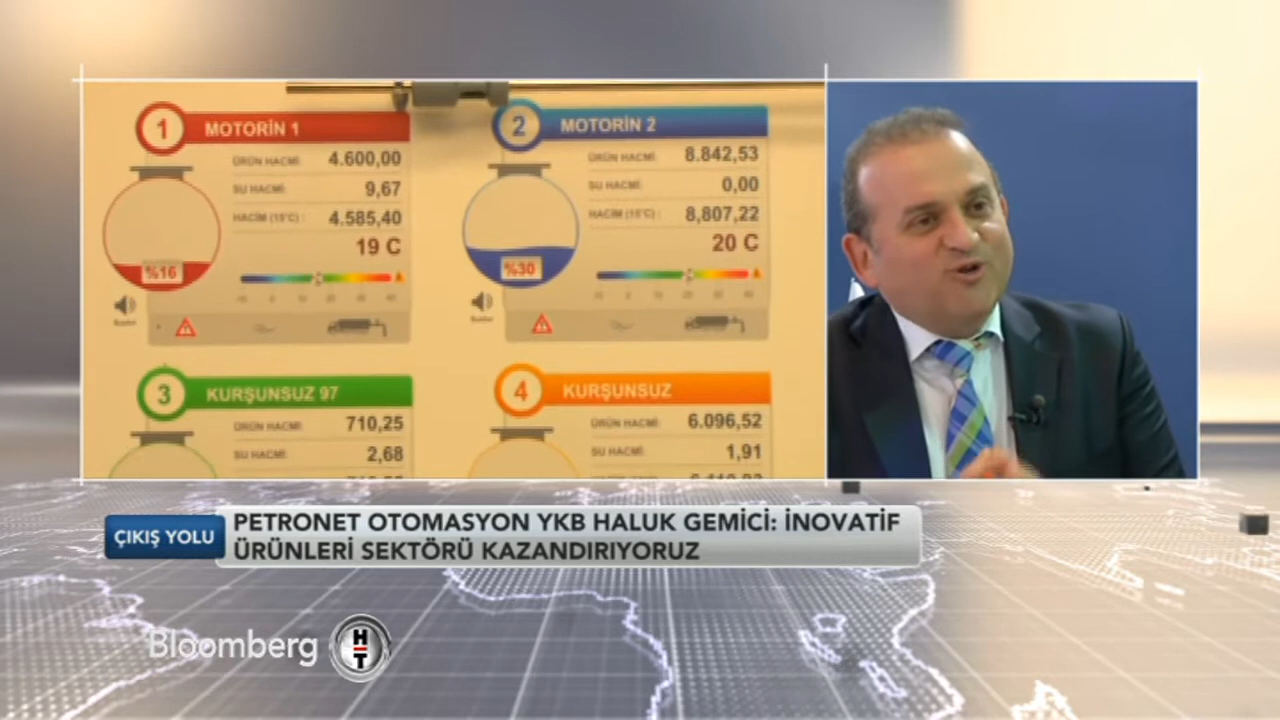 1 MOTORİN 1
ÜRÜN HACMİ: 4.600,00
SU HACMİ: 9,67
HACİM (15°C) : 4.585,40
19 C
%16
2 MOTORİN 2
ÜRÜN HACMİ: 8.842,53
SU HACMİ: 0,00
HACİM (15°C) : 8,807,22
20 C
%30
3 KURŞUNSUZ 97
ÜRÜN HACMİ: 710,25
SU HACMİ: 2,68
4 KURŞUNSUZ
ÜRÜN HACMİ: 6.096,52
SU HACMİ: 1,91
ÇIKIŞ YOLU
PETRONET OTOMASYON YKB HALUK GEMİCİ: İNOVATİF
ÜRÜNLERİ SEKTÖRÜ KAZANDIRIYORUZ
Bloomberg HT